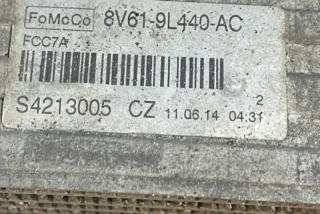 FoMoCo 8V61-9L440-AC
FCC7A
2
S4213005 CZ 11.06.14 04:31